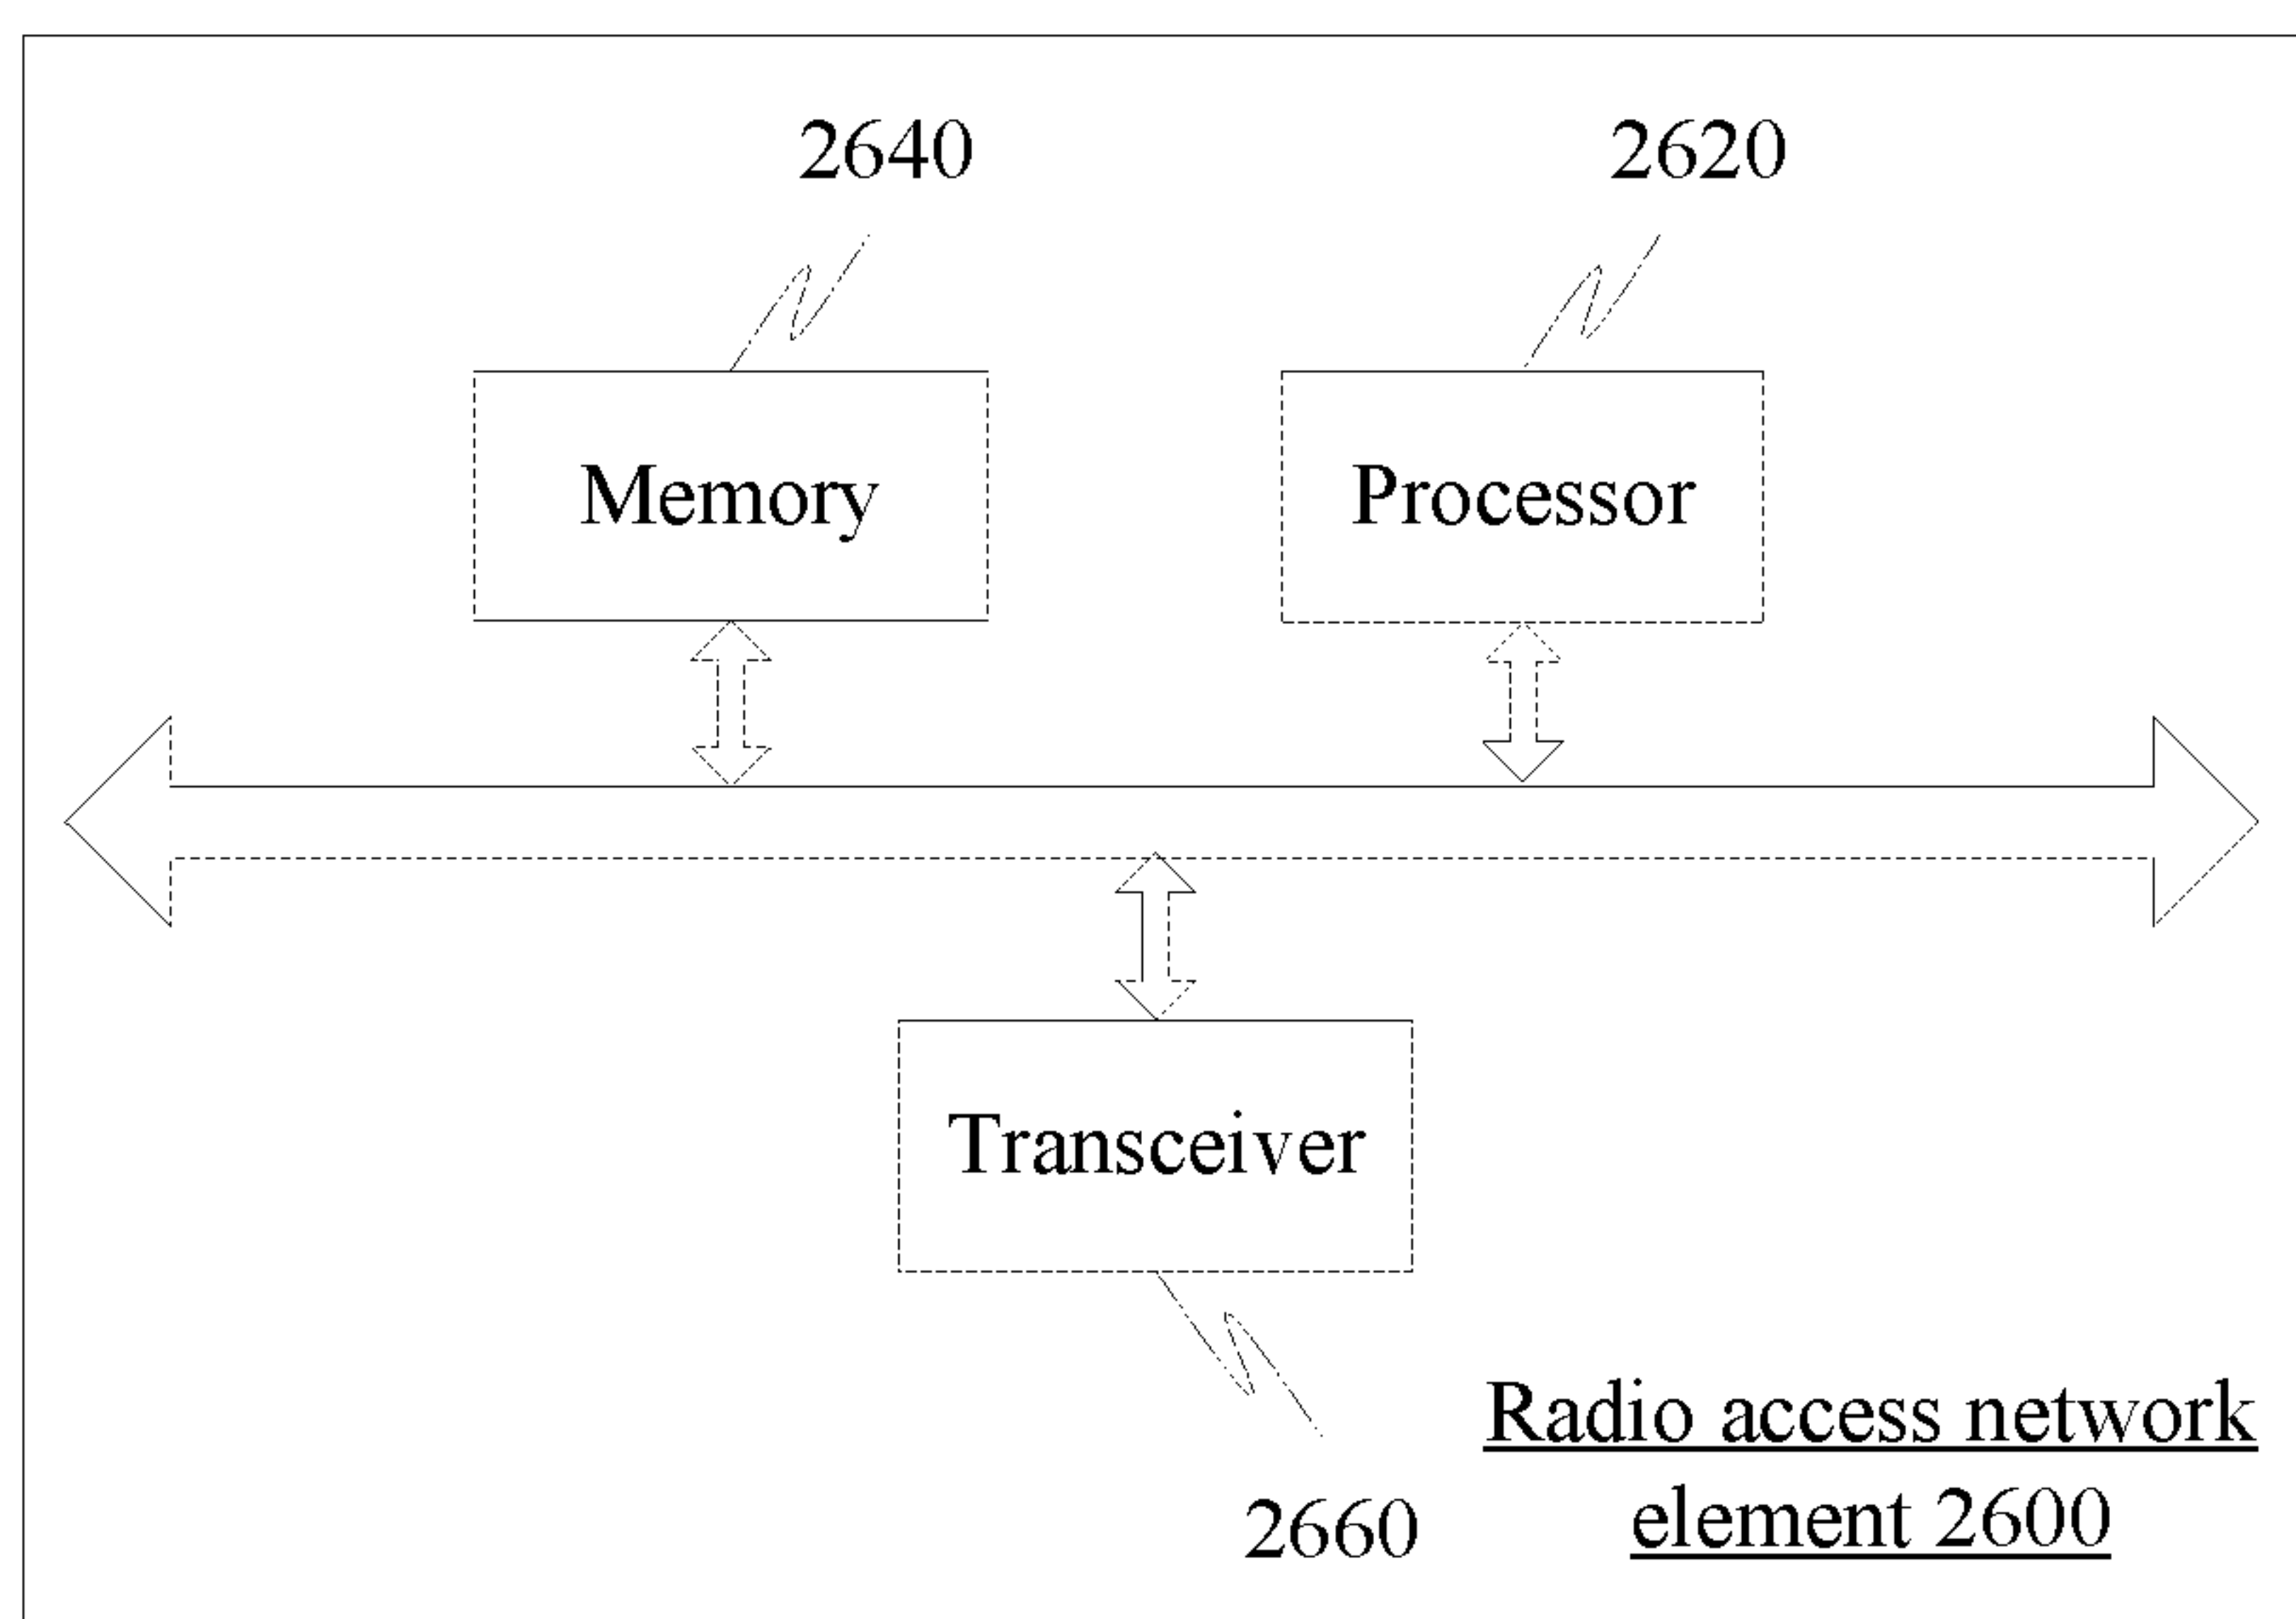 2640
2620
Memory
Processor
Transceiver
2660
Radio access network
element 2600